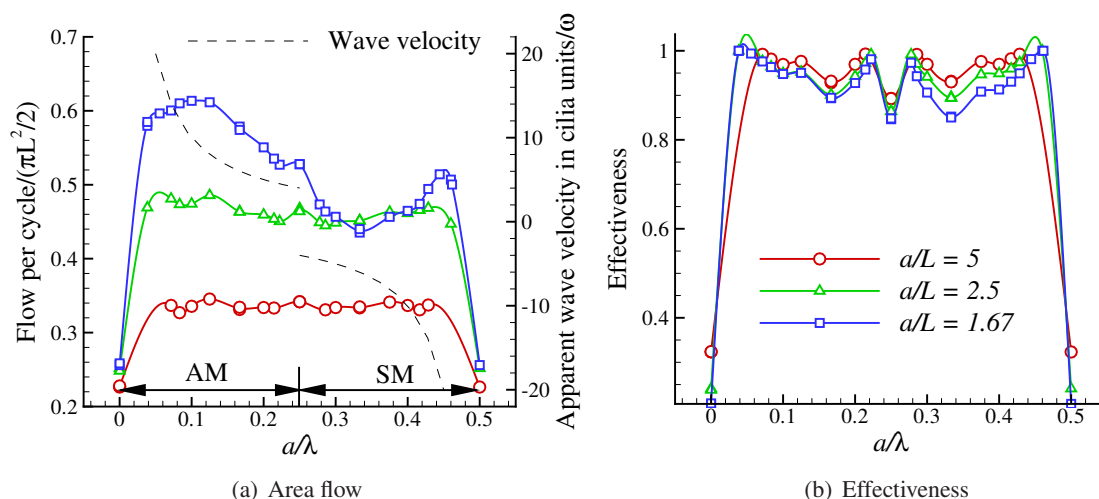 Flow per cycle/(πL²/2)
0.7
0.6
0.5
0.4
0.3
0.2
Wave velocity
AM
SM
0
0.1
0.2
0.3
0.4
0.5
a/λ
20
10
0
-10
-20
Apparent wave velocity in cilia units/ω
(a) Area flow
Effectiveness
1
0.8
0.6
0.4
a/L = 5
a/L = 2.5
a/L = 1.67
0
0.1
0.2
0.3
0.4
0.5
a/λ
(b) Effectiveness